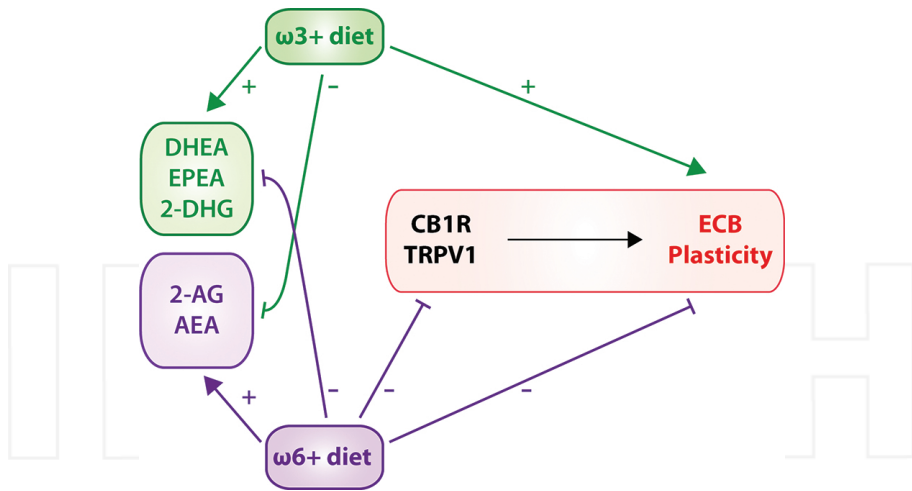 ω3+ diet
+
-
+
DHEA
EPEA
2-DHG
CB1R
TRPV1
ECB
Plasticity
2-AG
AEA
+
-
-
-
ω6+ diet